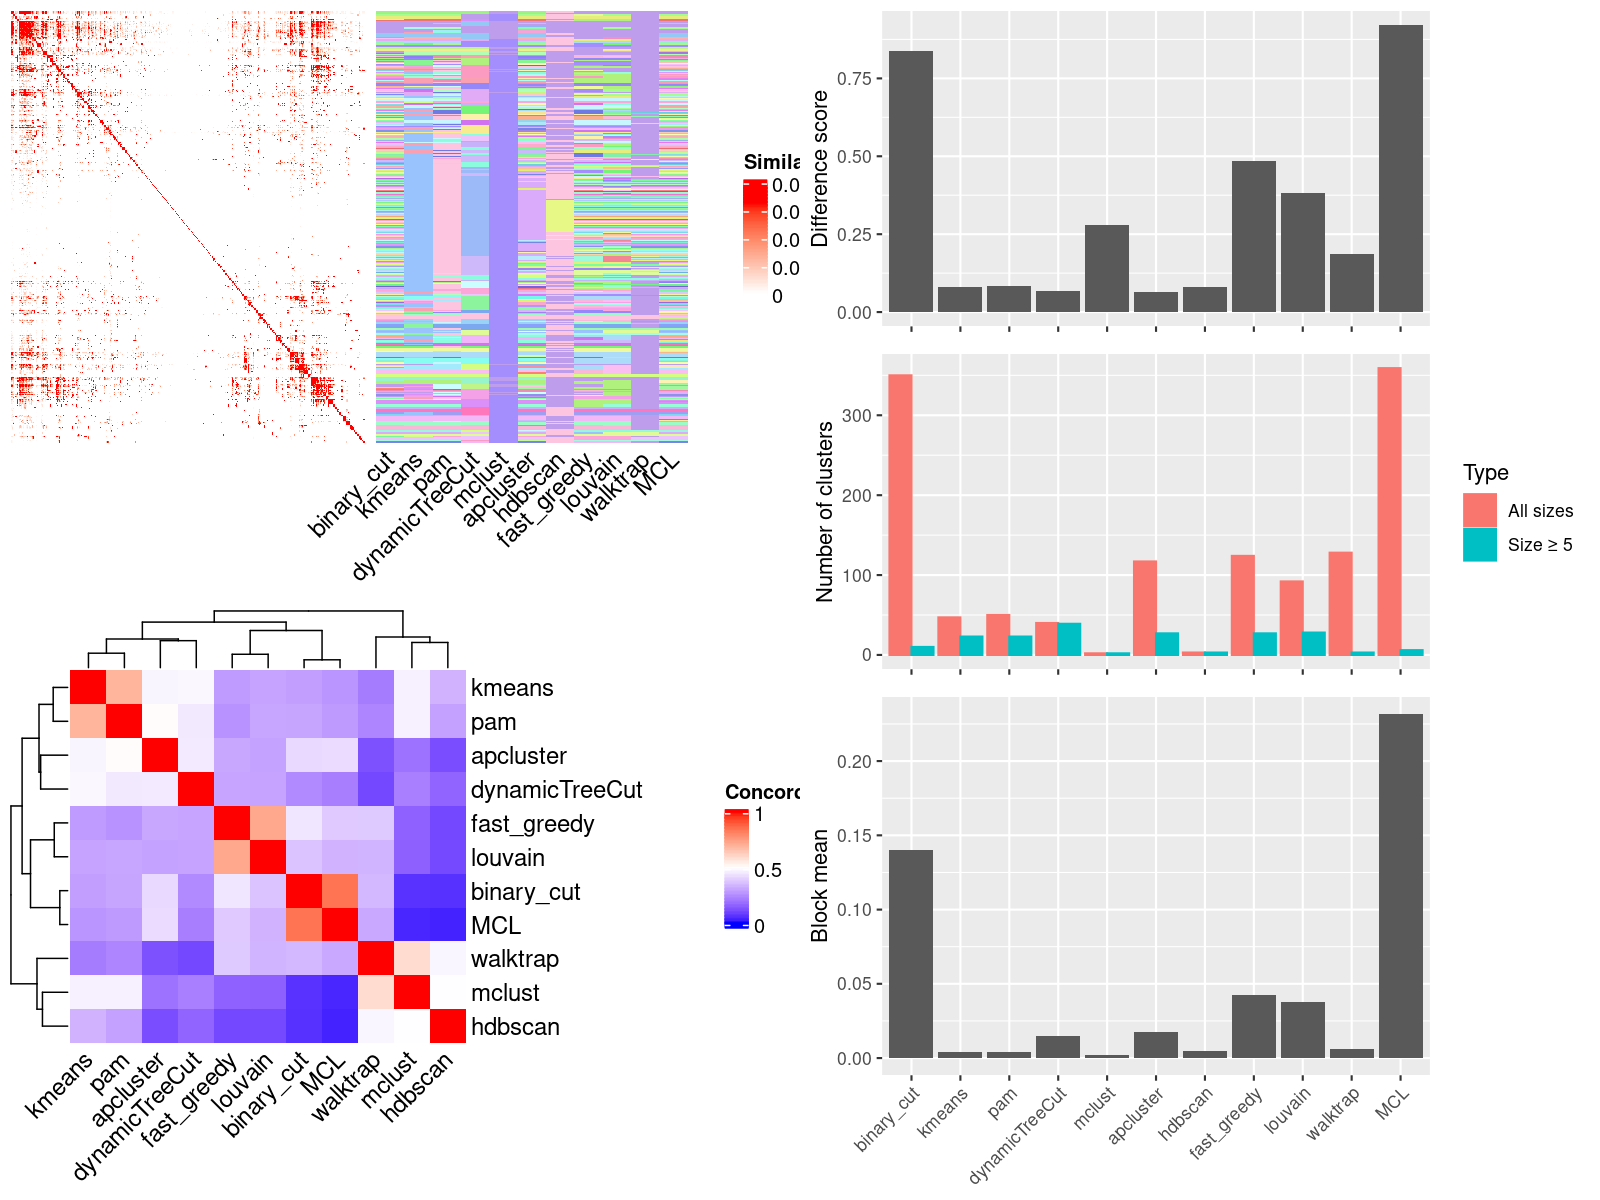 Simila
0.0
0.0
0.0
0.0
0
binary_cut
kmeans
pam
dynamicTreeCut
mclust
apcluster
hdbscan
fast_greedy
louvain
walktrap
MCL
Difference score
0.75
0.50
0.25
0.00
Number of clusters
300
200
100
0
Type
All sizes
Size ≥ 5
kmeans
pam
apcluster
dynamicTreeCut
fast_greedy
louvain
binary_cut
MCL
walktrap
mclust
hdbscan
kmeans
pam
apcluster
dynamicTreeCut
fast_greedy
louvain
binary_cut
MCL
walktrap
mclust
hdbscan
Concord
1
0.5
0
Block mean
0.20
0.15
0.10
0.05
0.00
binary_cut
kmeans
pam
dynamicTreeCut
mclust
apcluster
hdbscan
fast_greedy
louvain
walktrap
MCL